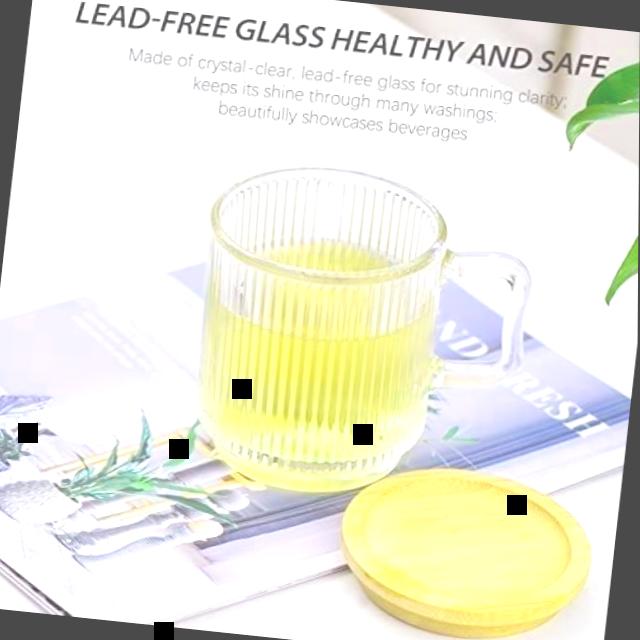 LEAD-FREE GLASS HEALTHY AND SAFE
Made of crystal-clear, lead-free glass for stunning clarity;
keeps its shine through many washings;
beautifully showcases beverages
FRESH